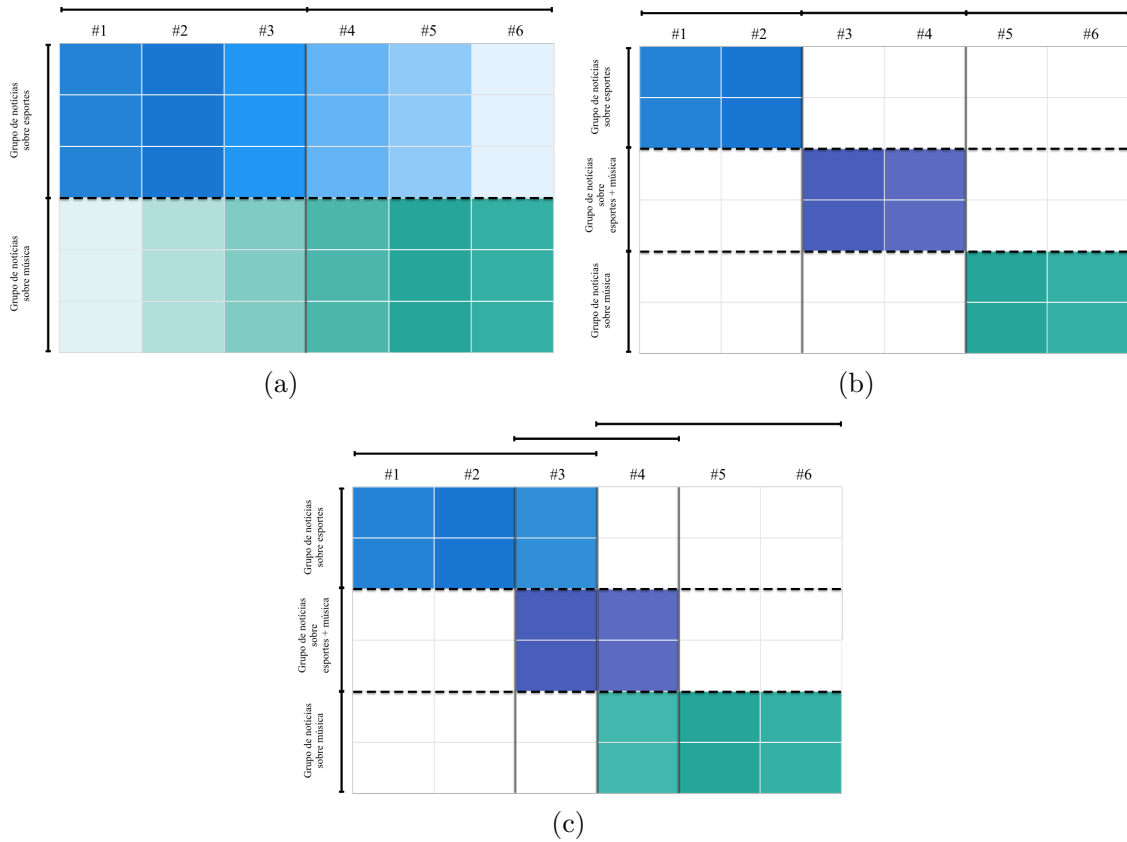 #1 #2 #3 #4 #5 #6
Grupo de notícias
sobre esportes
Grupo de notícias
sobre música
(a)
#1 #2 #3 #4 #5 #6
Grupo de notícias
sobre esportes
Grupo de notícias
sobre
esportes + música
Grupo de notícias
sobre música
(b)
#1 #2 #3 #4 #5 #6
Grupo de notícias
sobre esportes
Grupo de notícias
sobre
esportes + música
Grupo de notícias
sobre música
(c)